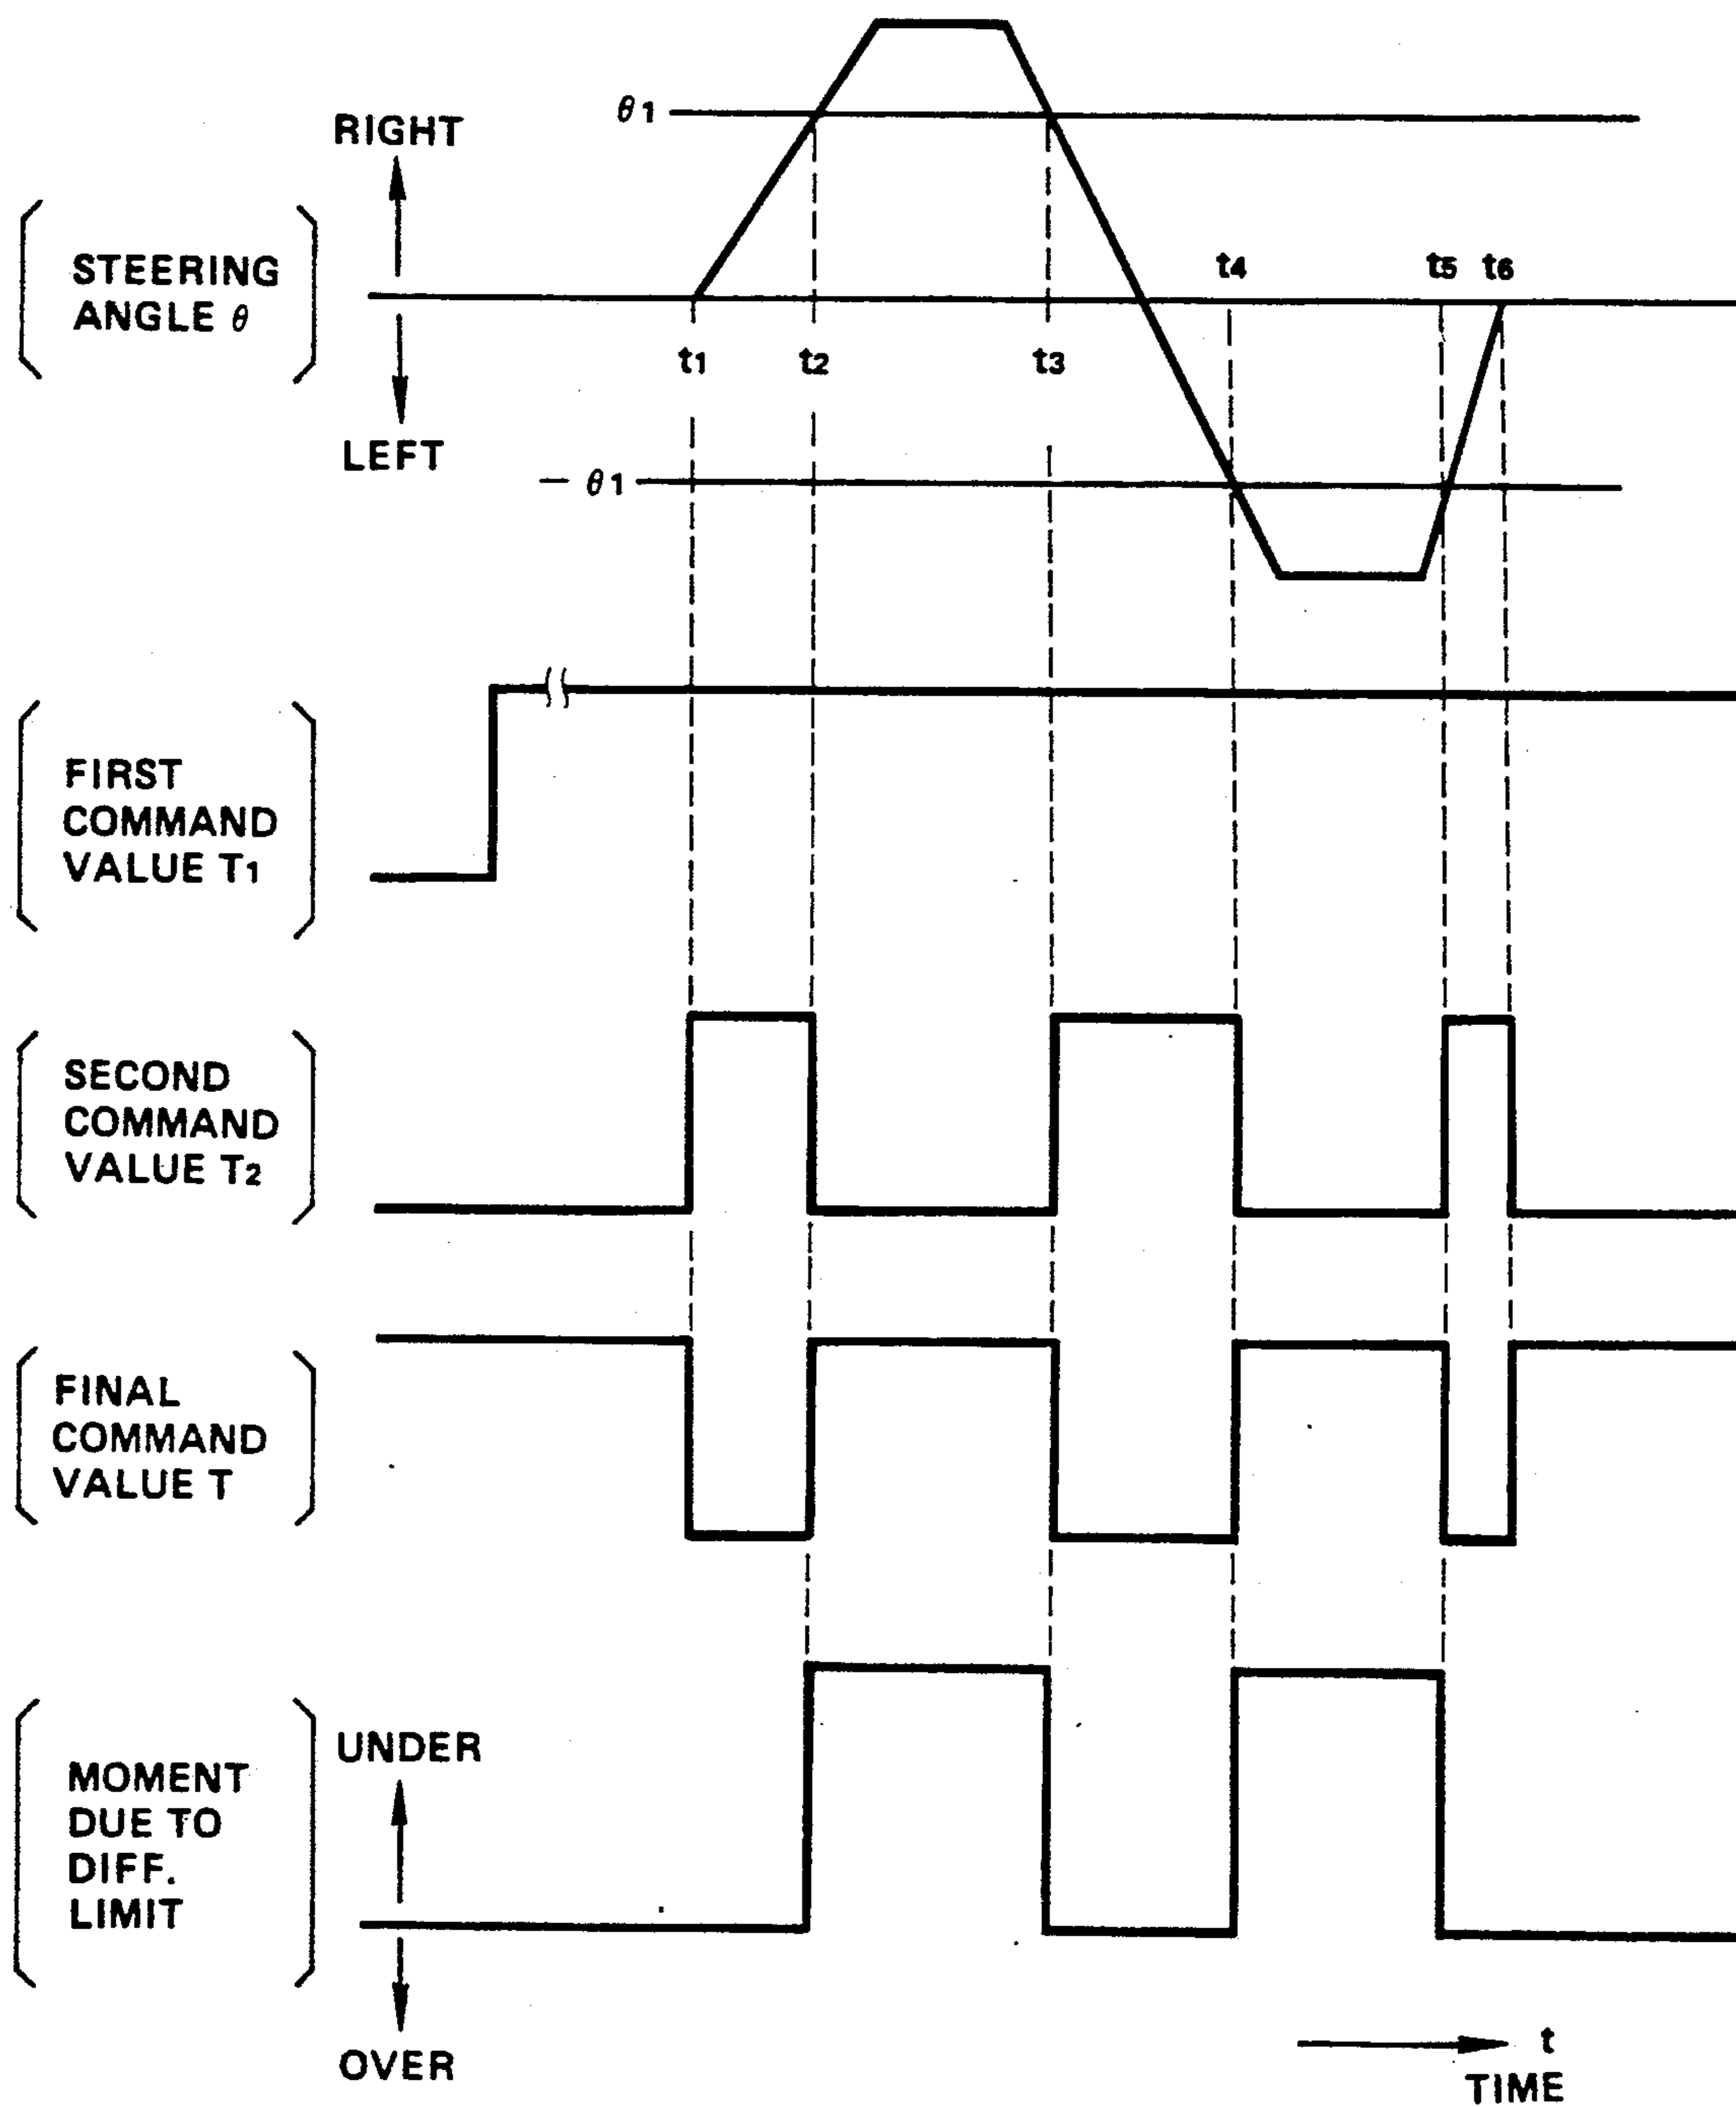 RIGHT
θ1
STEERING
ANGLE θ
t4
t5
t6
t1
t2
t3
LEFT
− θ1
FIRST
COMMAND
VALUE T1
SECOND
COMMAND
VALUE T2
FINAL
COMMAND
VALUE T
UNDER
MOMENT
DUE TO
DIFF.
LIMIT
OVER
t
TIME